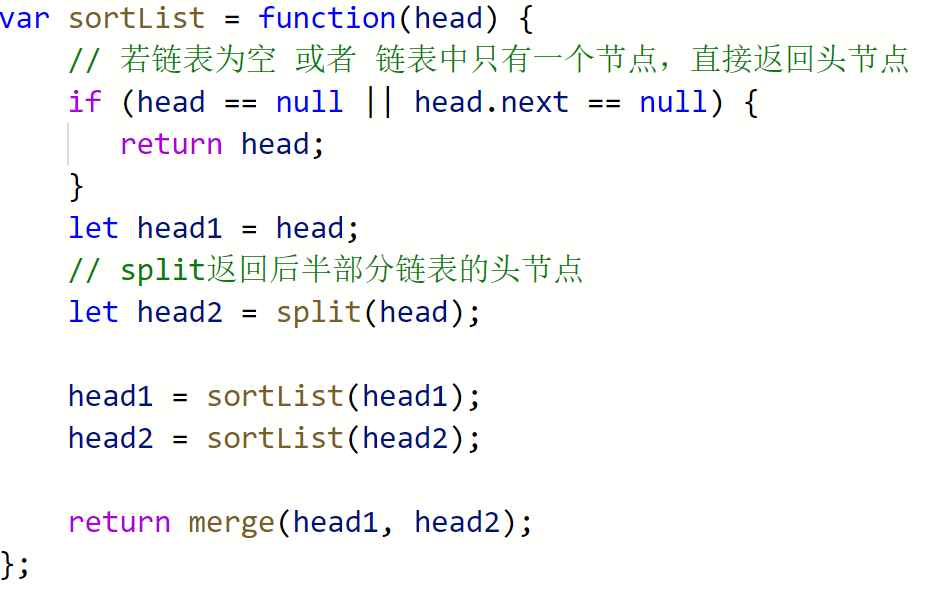 var sortList = function(head) {
    // 若链表为空 或者 链表中只有一个节点，直接返回头节点
    if (head == null || head.next == null) {
       return head;
    }
    let head1 = head;
    // split返回后半部分链表的头节点
    let head2 = split(head);

    head1 = sortList(head1);
    head2 = sortList(head2);

    return merge(head1, head2);
};